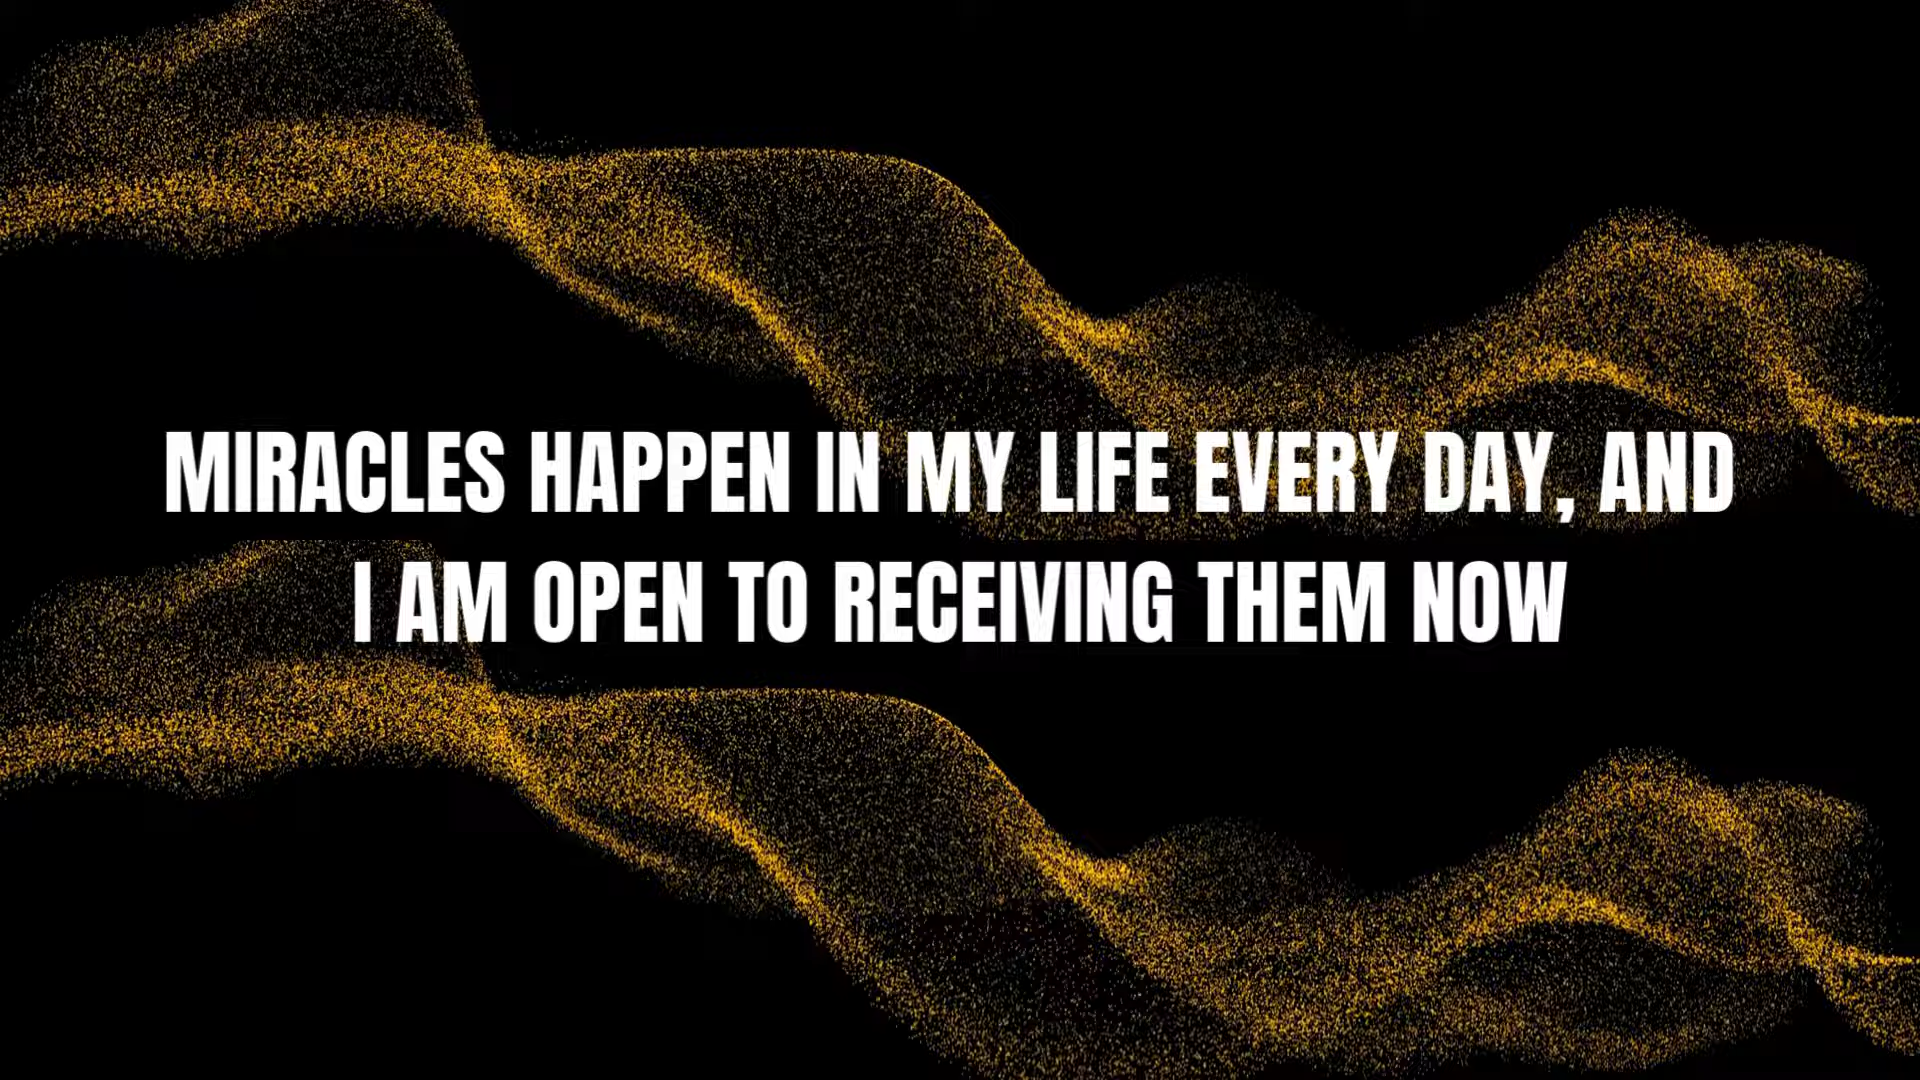 MIRACLES HAPPEN IN MY LIFE EVERY DAY, AND
I AM OPEN TO RECEIVING THEM NOW